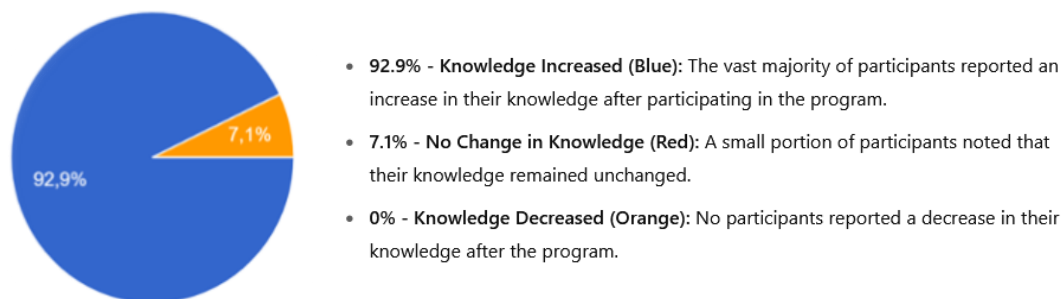 7,1%
92,9%
• 92.9% - Knowledge Increased (Blue): The vast majority of participants reported an
increase in their knowledge after participating in the program.
• 7.1% - No Change in Knowledge (Red): A small portion of participants noted that
their knowledge remained unchanged.
• 0% - Knowledge Decreased (Orange): No participants reported a decrease in their
knowledge after the program.